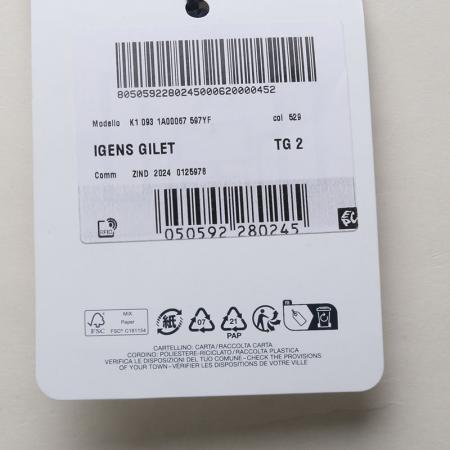 8050592280245000620000452
Modello K1 093 1A00067 597YF col 529
IGENS GILET TG 2
Comm ZIND 2024 0125978
RFID
050592 280245
MIX
Paper
FSC FSC® C161154
紙 07 21
PAP
CARTELLINO: CARTA/RACCOLTA CARTA
CORDINO: POLIESTERE-RICICLATO/RACCOLTA PLASTICA
VERIFICA LE DISPOSIZIONI DEL TUO COMUNE - CHECK THE PROVISIONS
OF YOUR TOWN-VÉRIFIER LES DISPOSITIONS DE VOTRE VILLE